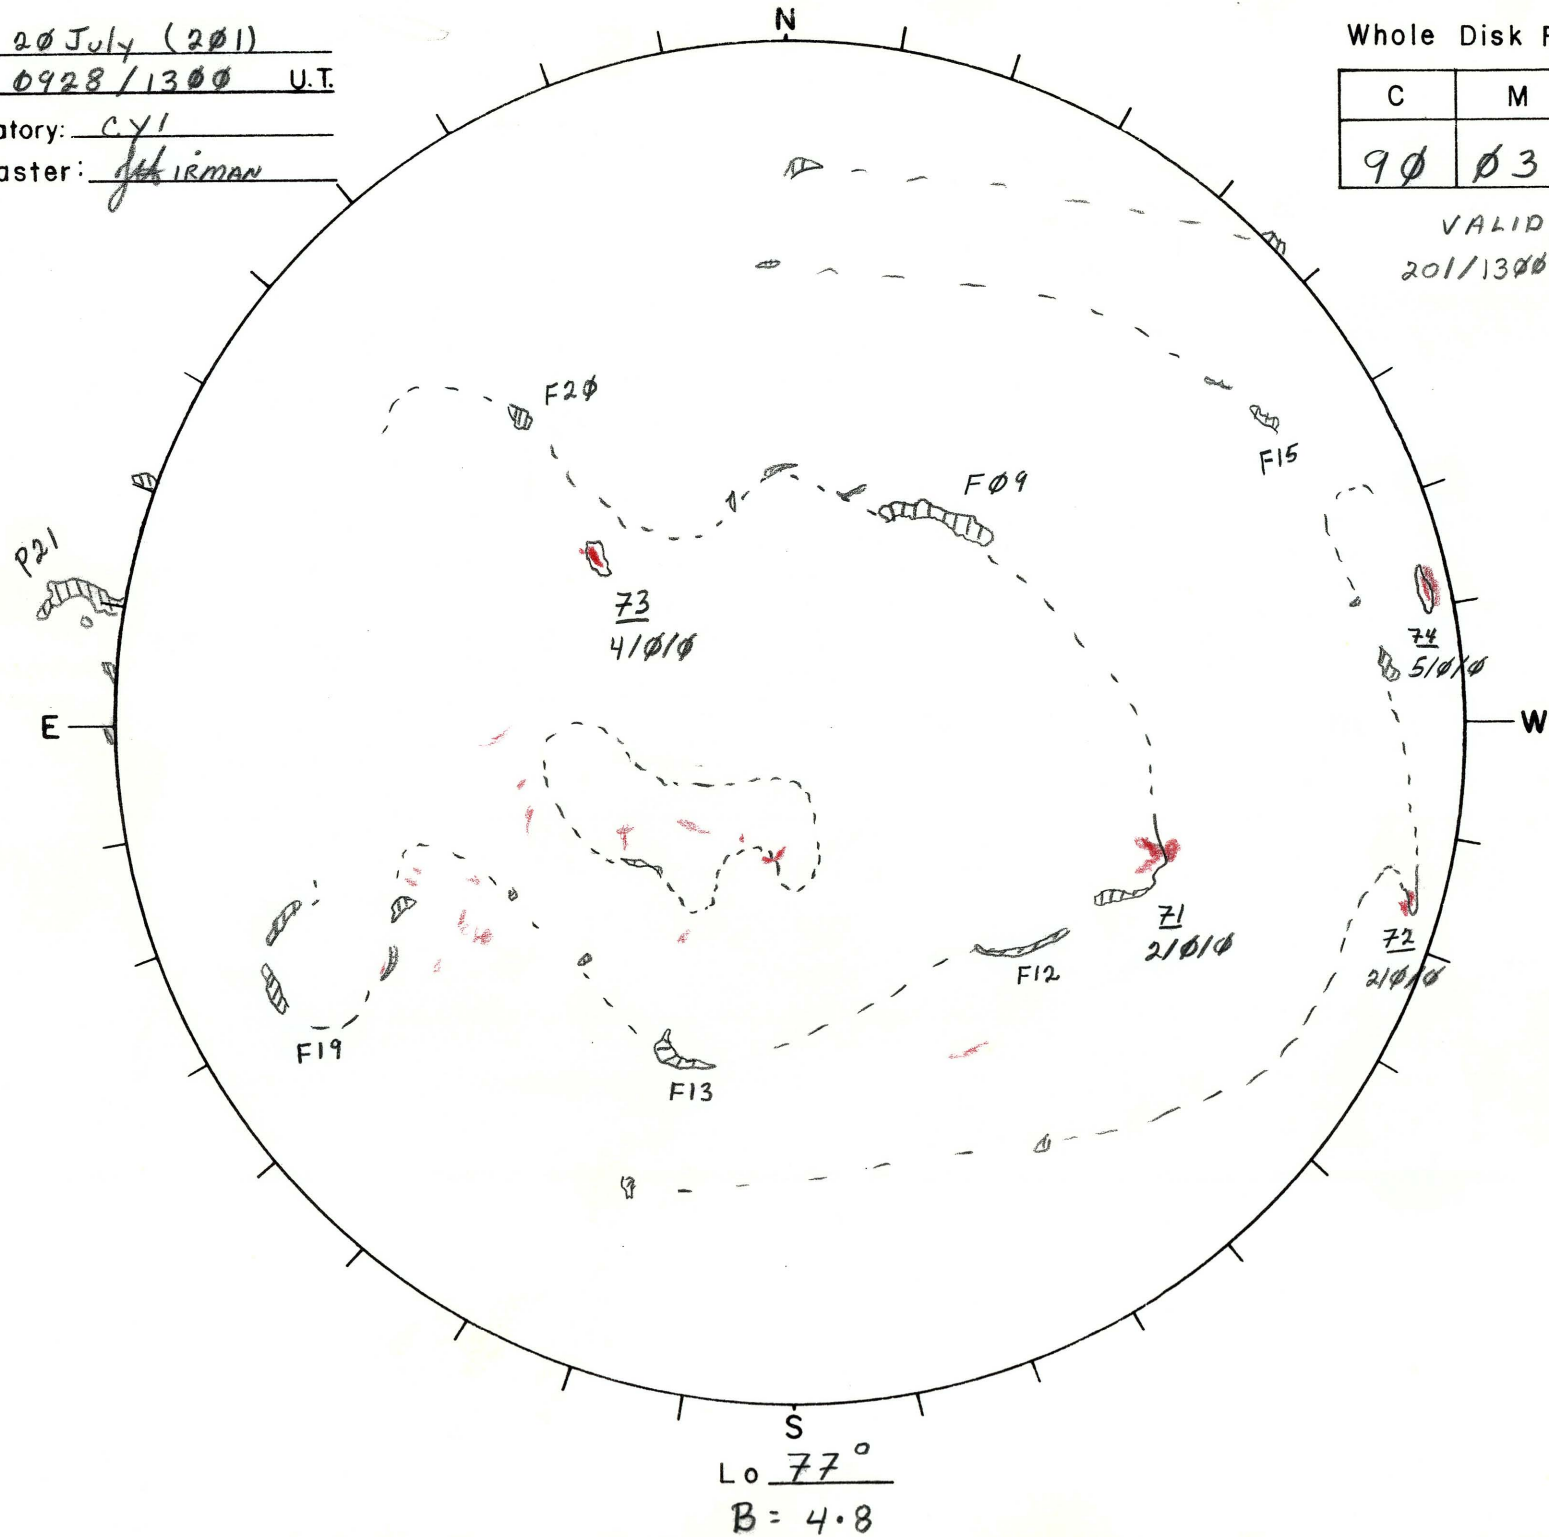 20 July (201)
0928/1300 U.T.
atory: CYI
aster:
N
Whole Disk F
C M
90 03
VALID
201/1300
F20
F15
F09
P21
73
4/0/0
74
5/0/0
E
W
71
2/0/0
72
2/0/0
F12
F19
F13
S
Lo 77°
B = 4.8